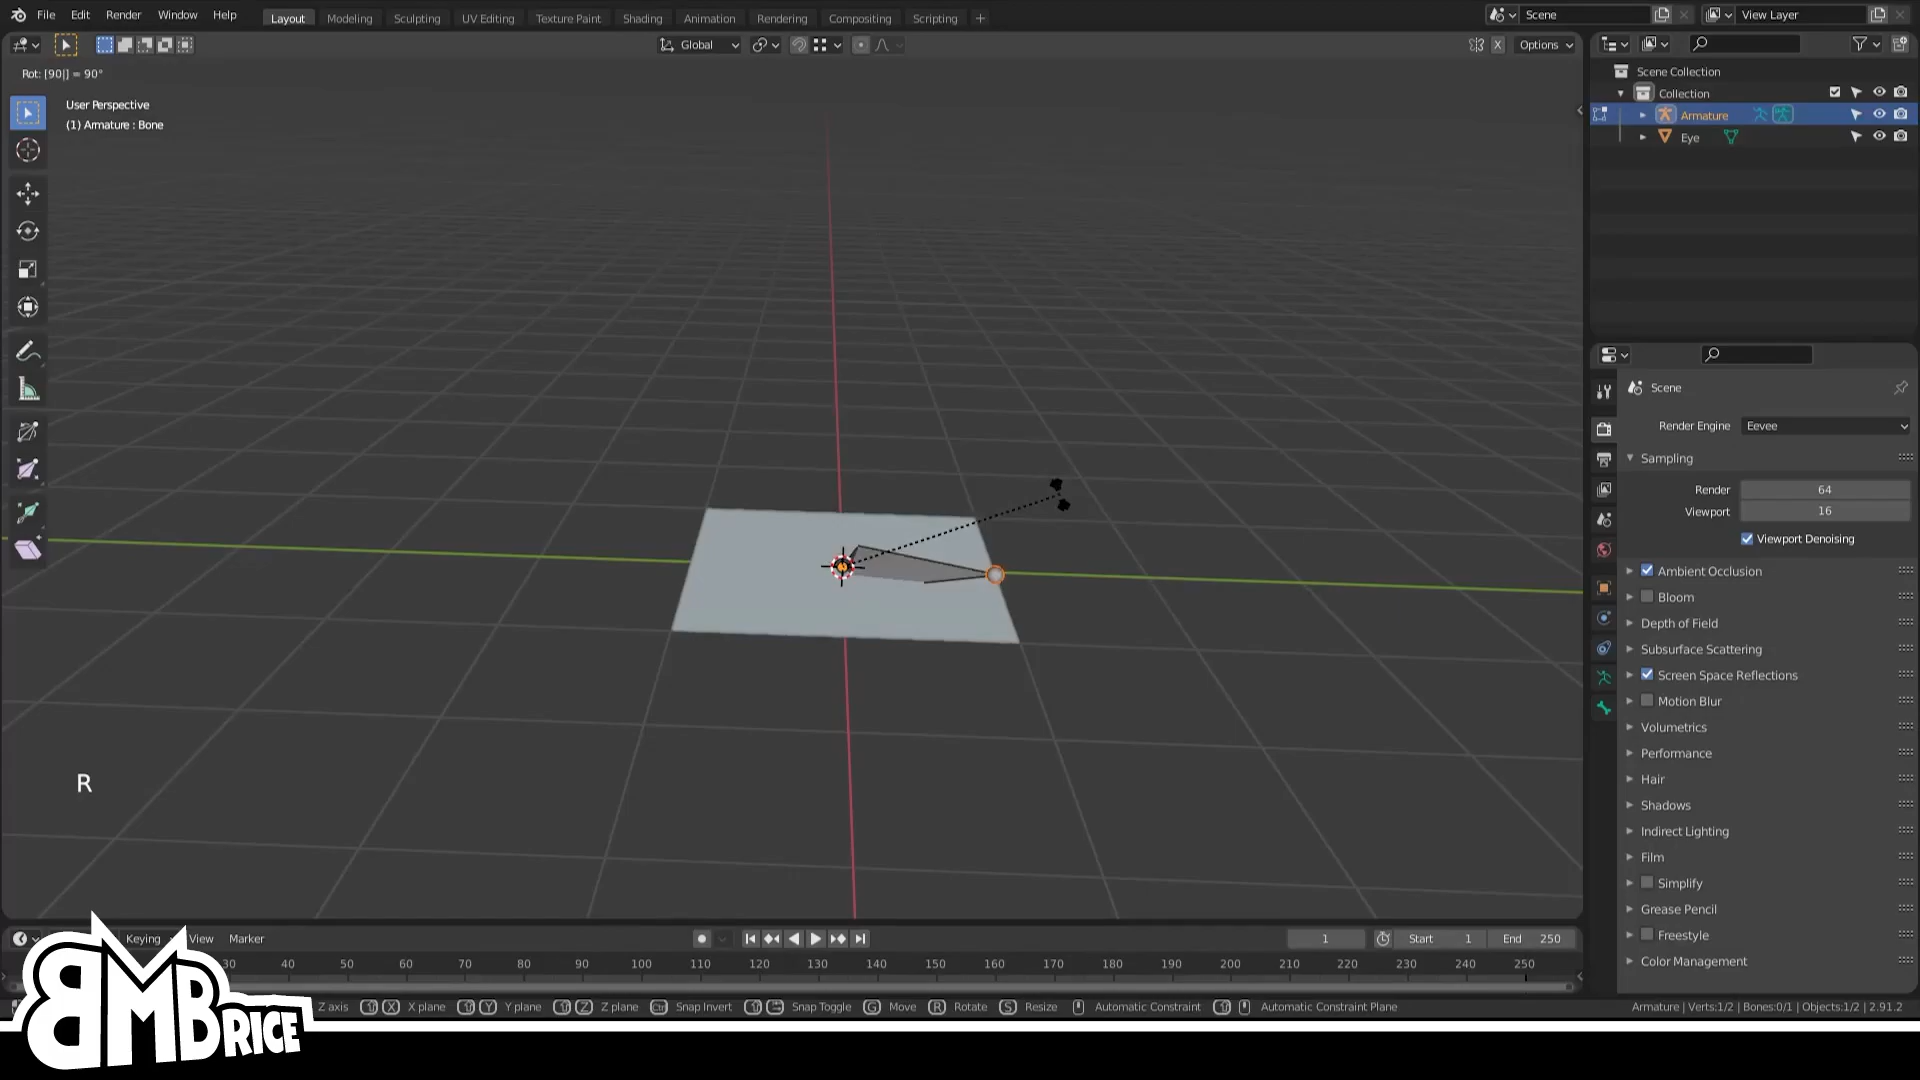 File Edit Render Window Help Layout Modeling Sculpting UV Editing Texture Paint Shading Animation Rendering Compositing Scripting + Scene View Layer
Global X Options
Rot: [90|] = 90°
User Perspective
(1) Armature : Bone
Scene Collection
Collection
Armature
Eye
Scene
Render Engine Eevee
Sampling
Render 64
Viewport 16
Viewport Denoising
Ambient Occlusion
Bloom
Depth of Field
Subsurface Scattering
Screen Space Reflections
Motion Blur
Volumetrics
Performance
Hair
Shadows
Indirect Lighting
Film
Simplify
Grease Pencil
Freestyle
Color Management
R
Keying View Marker 1 Start 1 End 250
30 40 50 60 70 80 90 100 110 120 130 140 150 160 170 180 190 200 210 220 230 240 250
Z axis X X plane Y Y plane Z Z plane Ctrl Snap Invert Snap Toggle G Move R Rotate S Resize Automatic Constraint Automatic Constraint Plane Armature | Verts:1/2 | Bones:0/1 | Objects:1/2 | 2.91.2
BMBRICE